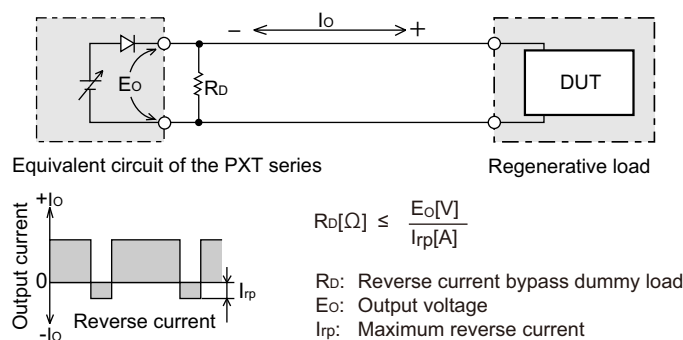 − IO +
EO
RD
DUT
Equivalent circuit of the PXT series
Regenerative load
+IO
Output current
0
Irp
-IO
Reverse current
RD[Ω] ≤ EO[V]
Irp[A]
RD: Reverse current bypass dummy load
EO: Output voltage
Irp: Maximum reverse current